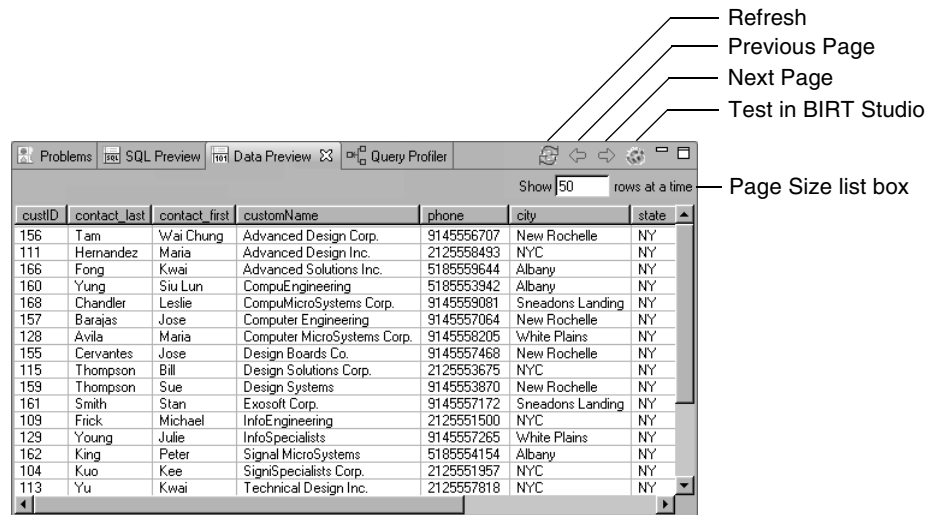 Refresh
Previous Page
Next Page
Test in BIRT Studio
Problems SQL SQL Preview 101 Data Preview Query Profiler
Show 50 rows at a time
Page Size list box
custID contact_last contact_first customName phone city state
156 Tam Wai Chung Advanced Design Corp. 9145556707 New Rochelle NY
111 Hernandez Maria Advanced Design Inc. 2125558493 NYC NY
166 Fong Kwai Advanced Solutions Inc. 5185559644 Albany NY
160 Yung Siu Lun CompuEngineering 5185553942 Albany NY
168 Chandler Leslie CompuMicroSystems Corp. 9145559081 Sneadons Landing NY
157 Barajas Jose Computer Engineering 9145557064 New Rochelle NY
128 Avila Maria Computer MicroSystems Corp. 9145558205 White Plains NY
155 Cervantes Jose Design Boards Co. 9145557468 New Rochelle NY
115 Thompson Bill Design Solutions Corp. 2125553675 NYC NY
159 Thompson Sue Design Systems 9145553870 New Rochelle NY
161 Smith Stan Exosoft Corp. 9145557172 Sneadons Landing NY
109 Frick Michael InfoEngineering 2125551500 NYC NY
129 Young Julie InfoSpecialists 9145557265 White Plains NY
162 King Peter Signal MicroSystems 5185554154 Albany NY
104 Kuo Kee SigniSpecialists Corp. 2125551957 NYC NY
113 Yu Kwai Technical Design Inc. 2125557818 NYC NY